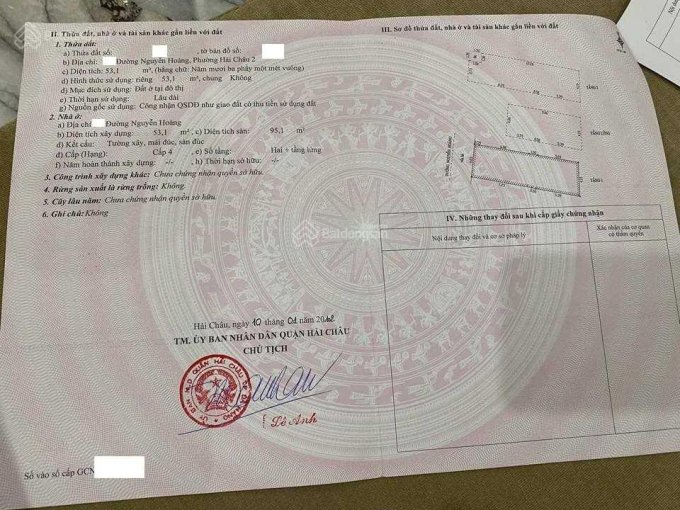 II. Thửa đất, nhà ở và tài sản khác gắn liền với đất
1. Thửa đất:
a) Thửa đất số: , tờ bản đồ số:
b) Địa chỉ: Đường Nguyễn Hoàng, Phường Hải Châu 2
c) Diện tích: 53,1 m², (bằng chữ: Năm mươi ba phẩy một mét vuông)
d) Hình thức sử dụng: riêng 53,1 m², chung Không
đ) Mục đích sử dụng: Đất ở tại đô thị
e) Thời hạn sử dụng: Lâu dài
g) Nguồn gốc sử dụng: Công nhận QSDĐ như giao đất có thu tiền sử dụng đất
2. Nhà ở:
a) Địa chỉ Đường Nguyễn Hoàng
b) Diện tích xây dựng: 53,1 m², c) Diện tích sàn: 95,1 m²
d) Kết cấu: Tường xây, mái đúc, sàn đúc
đ) Cấp (Hạng): Cấp 4, e) Số tầng: Hai + tầng lửng
f) Năm hoàn thành xây dựng: -/- , h) Thời hạn sở hữu: -/-
3. Công trình xây dựng khác: Chưa chứng nhận quyền sở hữu.
4. Rừng sản xuất là rừng trồng: Không.
5. Cây lâu năm: Chưa chứng nhận quyền sở hữu.
6. Ghi chú: Không
Hải Châu, ngày 10 tháng 01 năm 2012
TM. ỦY BAN NHÂN DÂN QUẬN HẢI CHÂU
CHỦ TỊCH
Lê Anh
Số vào sổ cấp GCN
III. Sơ đồ thửa đất, nhà ở và tài sản khác gắn liền với đất
TẦNG 2
TẦNG LỬNG
TẦNG 1
IV. Những thay đổi sau khi cấp giấy chứng nhận
Nội dung thay đổi và cơ sở pháp lý
Xác nhận của cơ quan
có thẩm quyền
Batdongsan